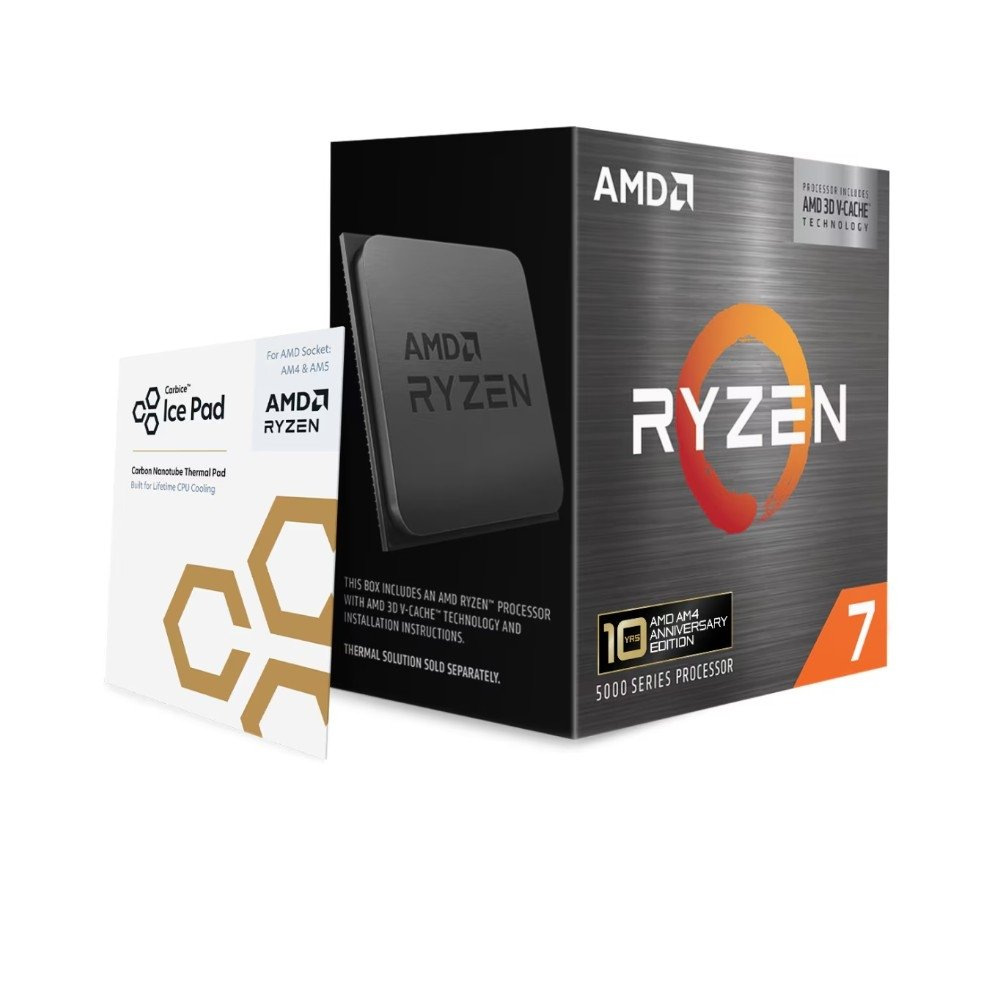 Carbice™
Ice Pad
For AMD Socket:
AM4 & AM5
AMD
RYZEN
Carbon Nanotube Thermal Pad
Built for Lifetime CPU Cooling
AMD
RYZEN
THIS BOX INCLUDES AN AMD RYZEN™ PROCESSOR
WITH AMD 3D V-CACHE™ TECHNOLOGY AND
INSTALLATION INSTRUCTIONS.
THERMAL SOLUTION SOLD SEPARATELY.
AMD
PROCESSOR INCLUDES
AMD 3D V-CACHE™
TECHNOLOGY
RYZEN
10 YRS
AMD AM4
ANNIVERSARY
EDITION
5000 SERIES PROCESSOR
7